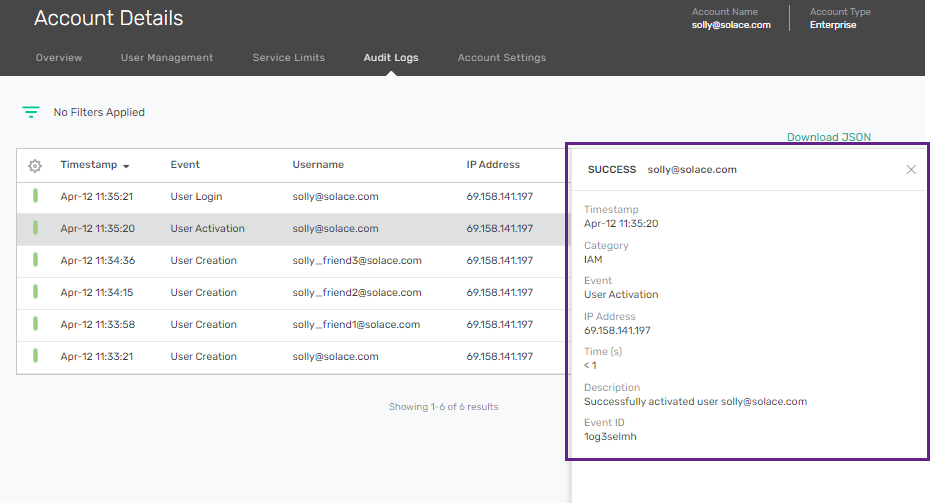 Account Details
Account Name
solly@solace.com
Account Type
Enterprise
Overview User Management Service Limits Audit Logs Account Settings
No Filters Applied
Download JSON
Timestamp Event Username IP Address
Apr-12 11:35:21 User Login solly@solace.com 69.158.141.197
Apr-12 11:35:20 User Activation solly@solace.com 69.158.141.197
Apr-12 11:34:36 User Creation solly_friend3@solace.com 69.158.141.197
Apr-12 11:34:15 User Creation solly_friend2@solace.com 69.158.141.197
Apr-12 11:33:58 User Creation solly_friend1@solace.com 69.158.141.197
Apr-12 11:33:21 User Creation solly@solace.com 69.158.141.197
Showing 1-6 of 6 results
SUCCESS solly@solace.com
Timestamp
Apr-12 11:35:20
Category
IAM
Event
User Activation
IP Address
69.158.141.197
Time (s)
< 1
Description
Successfully activated user solly@solace.com
Event ID
1og3selmh